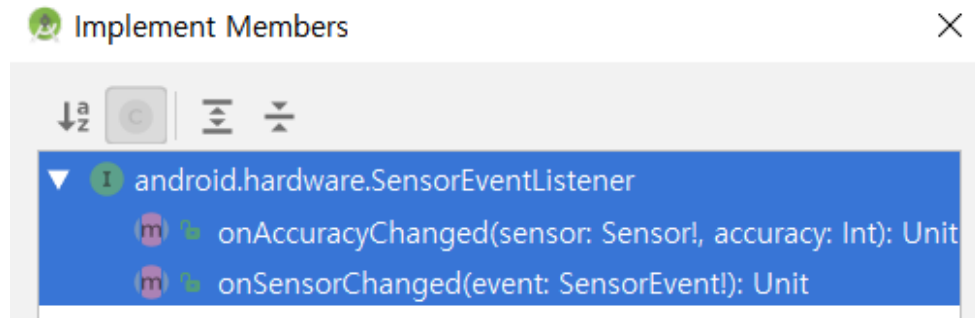 Implement Members
android.hardware.SensorEventListener
onAccuracyChanged(sensor: Sensor!, accuracy: Int): Unit
onSensorChanged(event: SensorEvent!): Unit